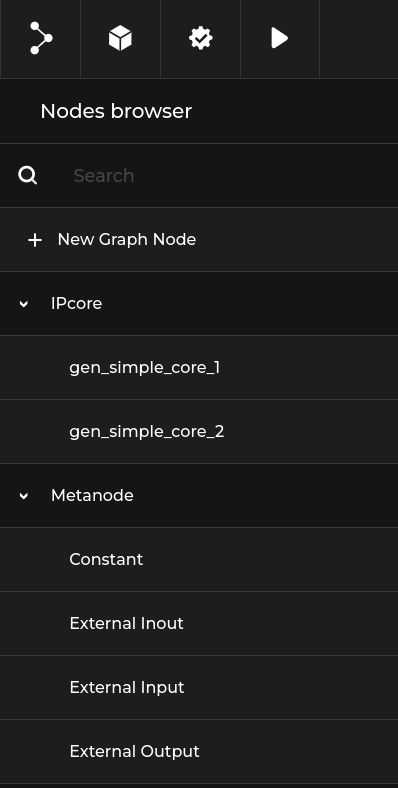 Nodes browser
Search
New Graph Node
IPcore
gen_simple_core_1
gen_simple_core_2
Metanode
Constant
External Inout
External Input
External Output